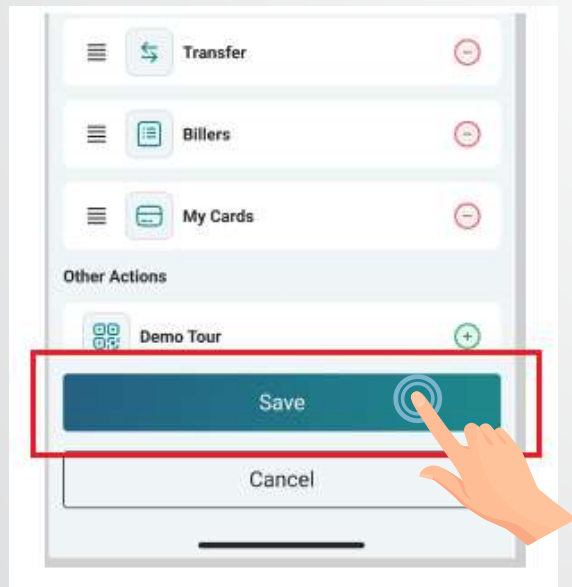 Transfer
Billers
My Cards
Other Actions
Demo Tour
Save
Cancel